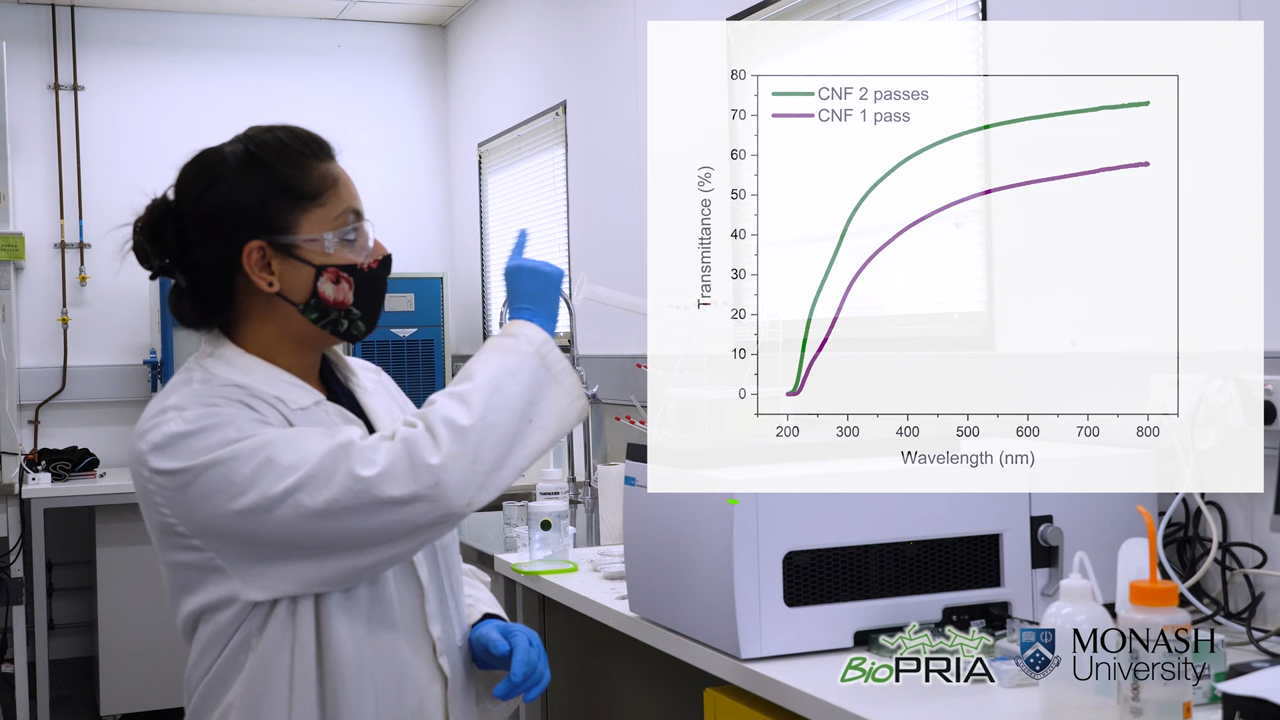 CNF 2 passes
CNF 1 pass
80
70
60
50
40
30
20
10
0
Transmittance (%)
200 300 400 500 600 700 800
Wavelength (nm)
BioPRIA
MONASH
University